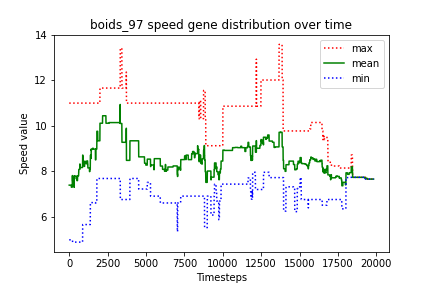 boids_97 speed gene distribution over time
14
12
10
8
6
Speed value
max
mean
min
0 2500 5000 7500 10000 12500 15000 17500 20000
Timesteps